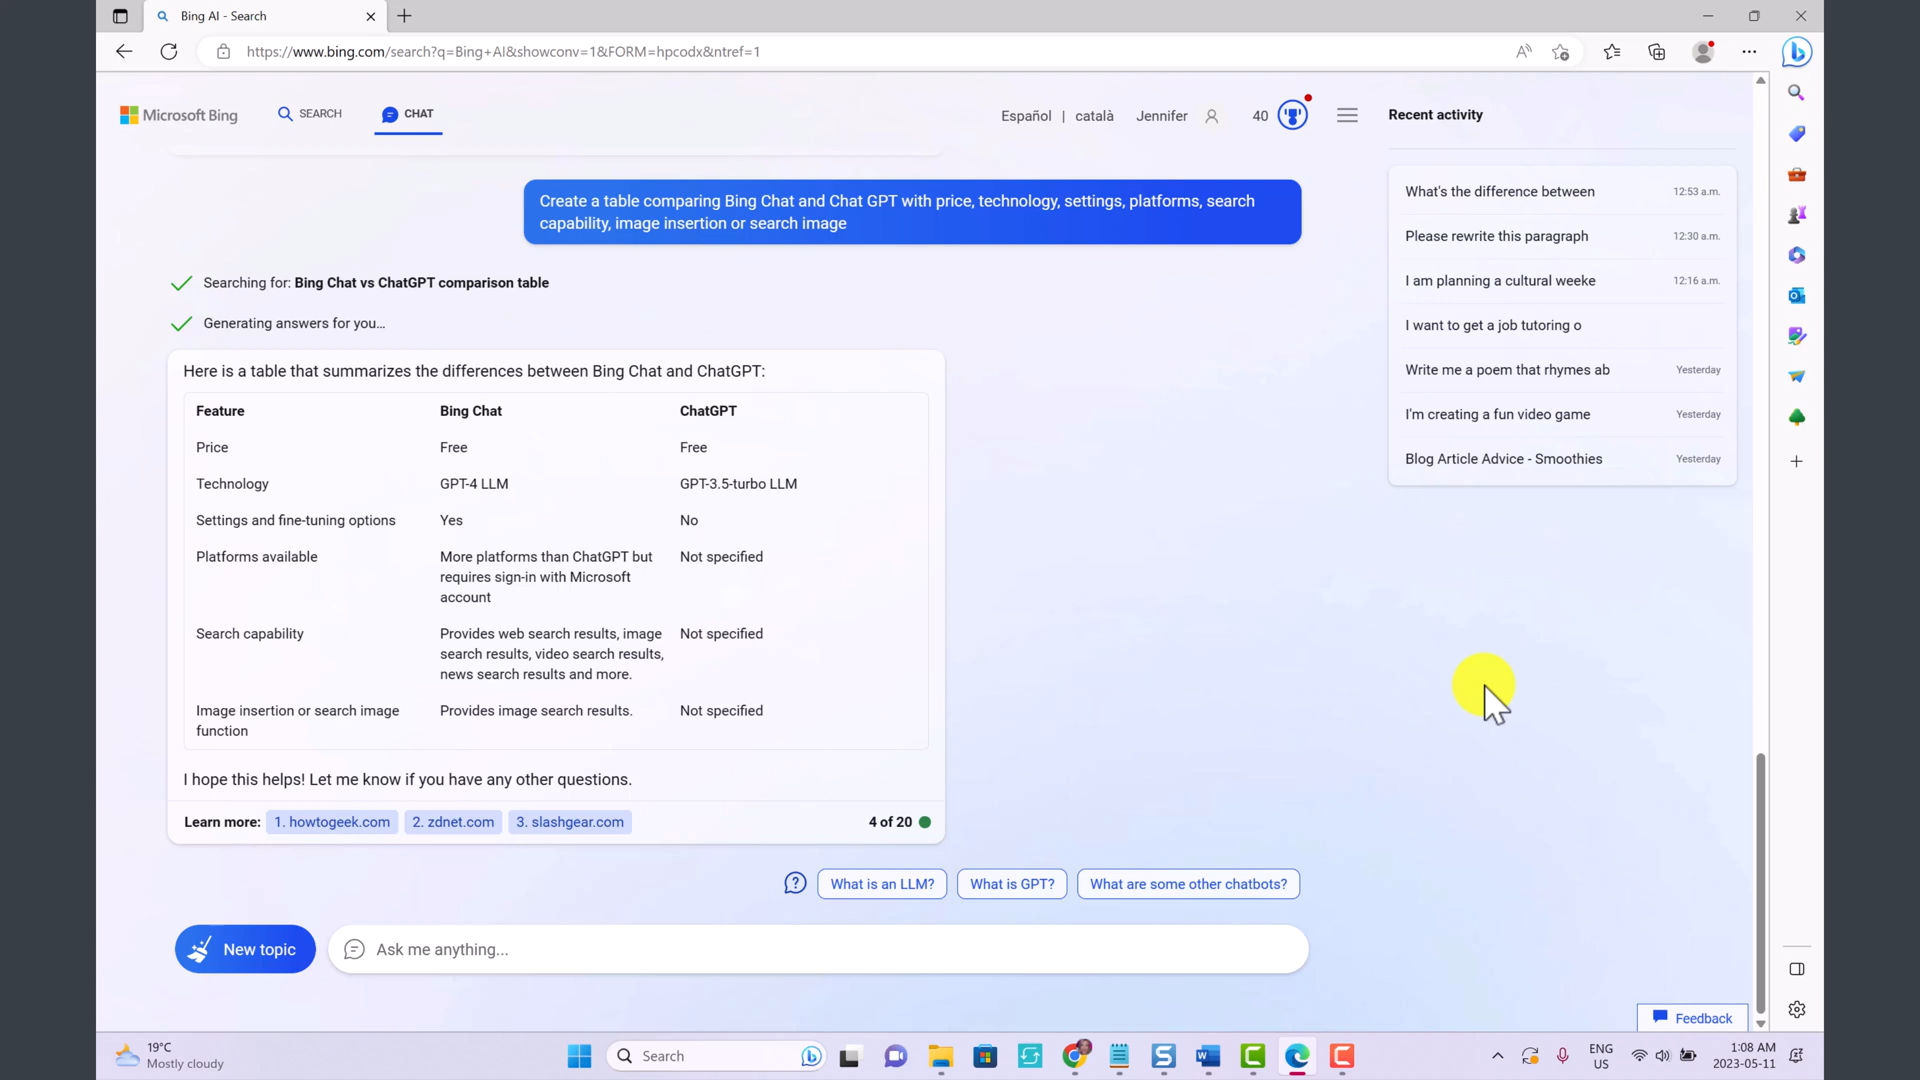 Bing AI - Search
https://www.bing.com/search?q=Bing+AI&showconv=1&FORM=hpcodx&ntref=1
Microsoft Bing
SEARCH
CHAT
Español | català Jennifer 40
Recent activity
What's the difference between 12:53 a.m.
Please rewrite this paragraph 12:30 a.m.
I am planning a cultural weeke 12:16 a.m.
I want to get a job tutoring o
Write me a poem that rhymes ab Yesterday
I'm creating a fun video game Yesterday
Blog Article Advice - Smoothies Yesterday
Create a table comparing Bing Chat and Chat GPT with price, technology, settings, platforms, search
capability, image insertion or search image
Searching for: Bing Chat vs ChatGPT comparison table
Generating answers for you...
Here is a table that summarizes the differences between Bing Chat and ChatGPT:
Feature Bing Chat ChatGPT
Price Free Free
Technology GPT-4 LLM GPT-3.5-turbo LLM
Settings and fine-tuning options Yes No
Platforms available More platforms than ChatGPT but Not specified
requires sign-in with Microsoft
account
Search capability Provides web search results, image Not specified
search results, video search results,
news search results and more.
Image insertion or search image Provides image search results. Not specified
function
I hope this helps! Let me know if you have any other questions.
Learn more: 1. howtogeek.com 2. zdnet.com 3. slashgear.com 4 of 20
What is an LLM? What is GPT? What are some other chatbots?
New topic
Ask me anything...
Feedback
19°C
Mostly cloudy
Search
ENG
US
1:08 AM
2023-05-11